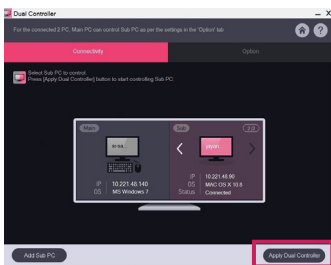 Dual Controller
For the connected 2 PC, Main PC can control Sub PC as per the settings in the 'Option' tab
Connectivity
Option
Select Sub PC to control.
Press [Apply Dual Controller] button to start controlling Sub PC.
Main
Sub
IP 10.221.48.140
OS MS Windows 7
IP 10.221.48.90
OS MAC OS X 10.8
Status Connected
Add Sub PC
Apply Dual Controller